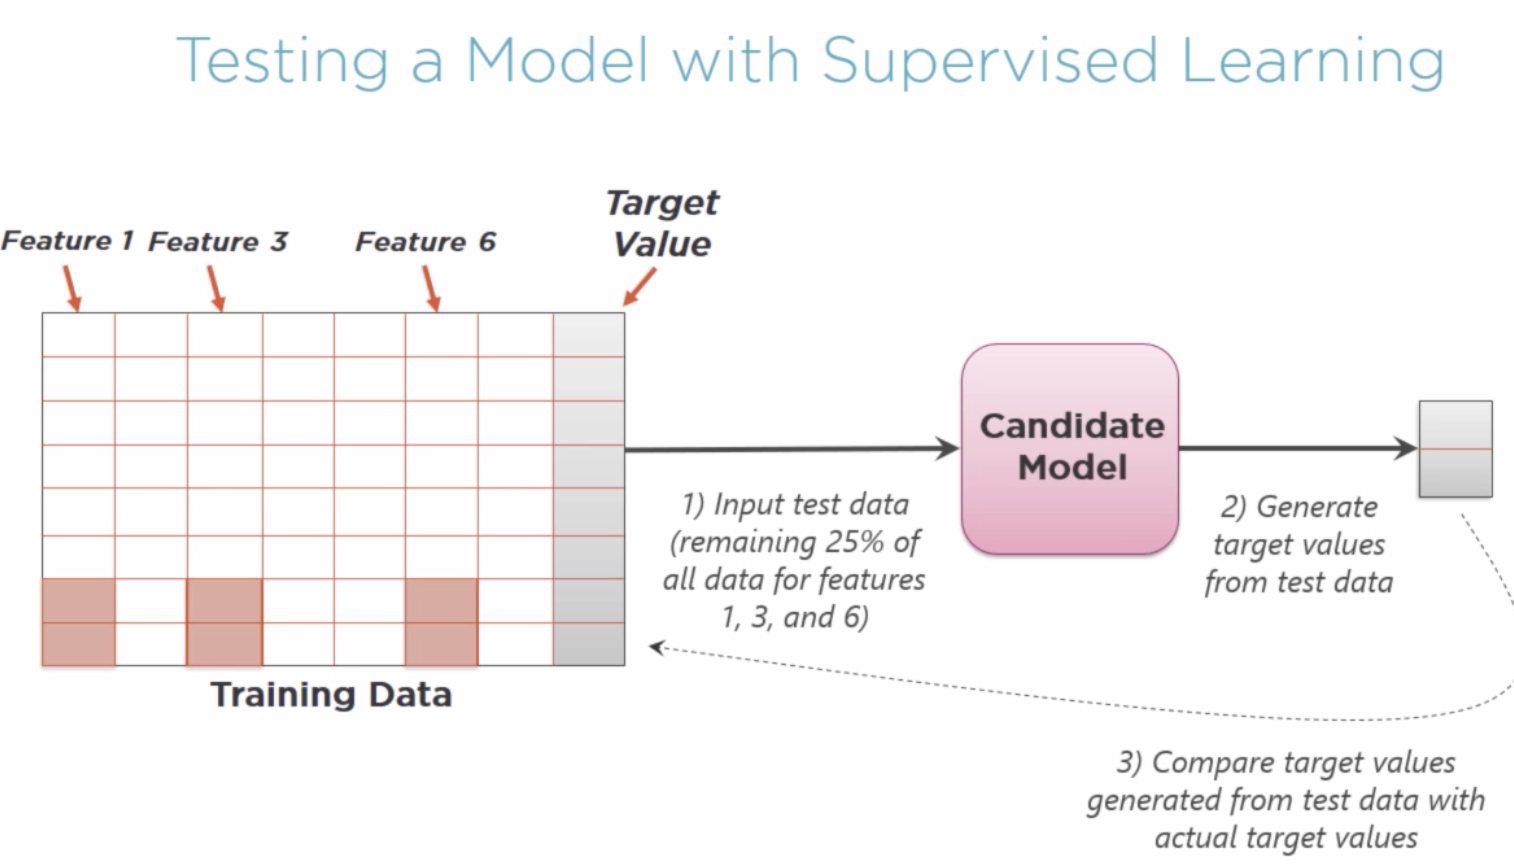 Testing a Model with Supervised Learning
Target
Value
Feature 1
Feature 3
Feature 6
Candidate
Model
1) Input test data
(remaining 25% of
all data for features
1, 3, and 6)
2) Generate
target values
from test data
Training Data
3) Compare target values
generated from test data with
actual target values